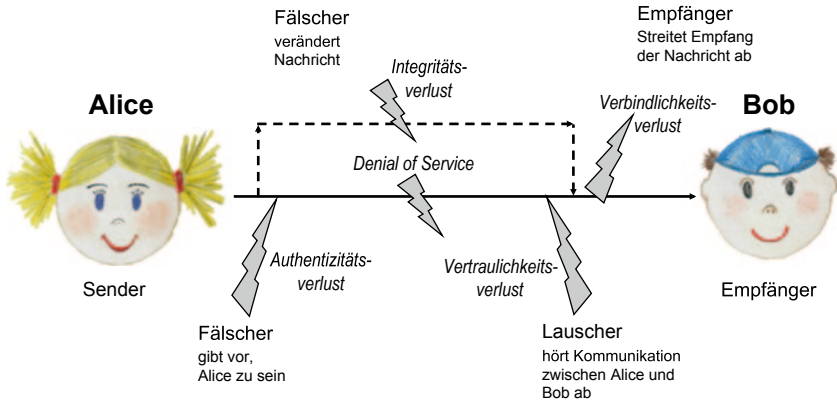 Fälscher
verändert
Nachricht
Empfänger
Streitet Empfang
der Nachricht ab
Integritäts-
verlust
Alice
Verbindlichkeits-
verlust
Bob
Denial of Service
Authentizitäts-
verlust
Vertraulichkeits-
verlust
Sender
Empfänger
Fälscher
gibt vor,
Alice zu sein
Lauscher
hört Kommunikation
zwischen Alice und
Bob ab